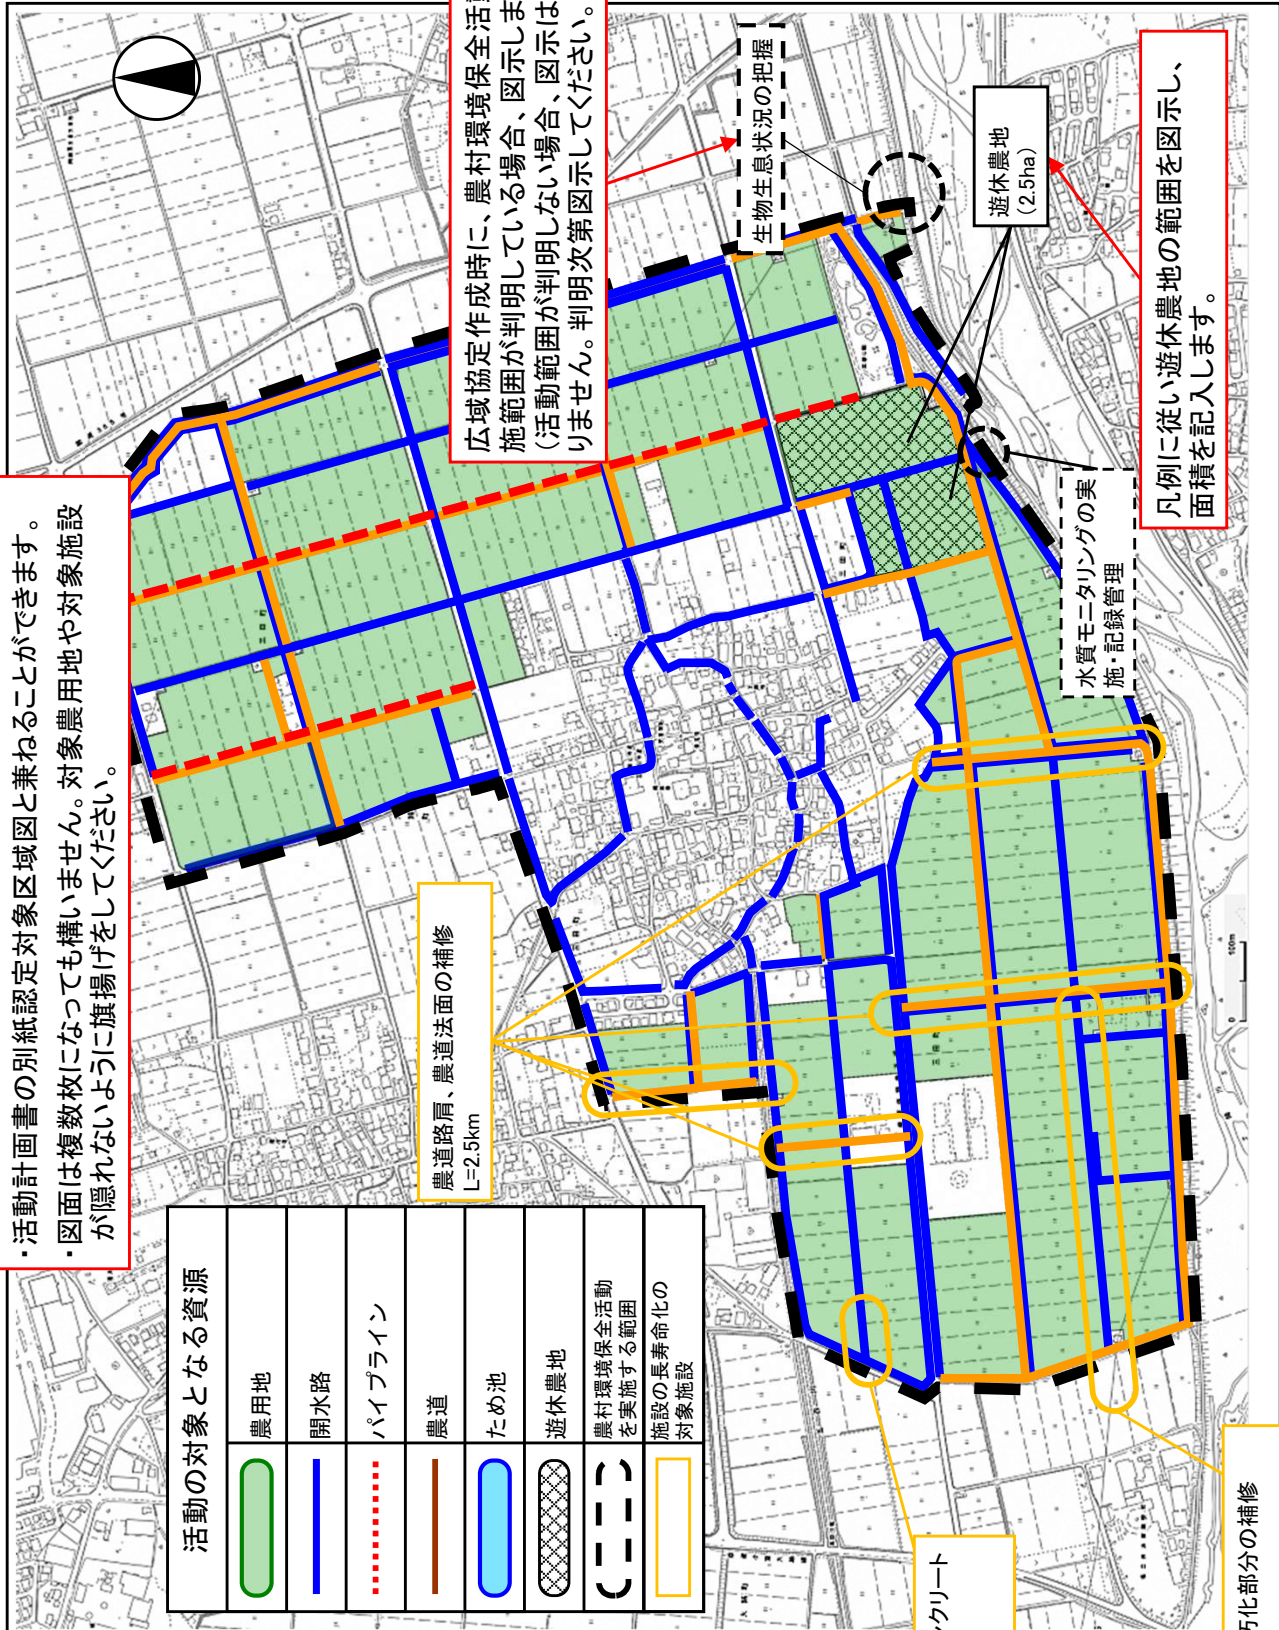 ・活動計画書の別紙認定対象区域図と兼ねることができます。
・図面は複数枚になっても構いません。対象農用地や対象施設
が隠れないように旗揚げをしてください。
広域協定作成時に、農村環境保全活
施範囲が判明している場合、図示しま
（活動範囲が判明しない場合、図示は
りません。判明次第図示してください。
生物生息状況の把握
遊休農地
（2.5ha）
凡例に従い遊休農地の範囲を図示し、
面積を記入します。
水質モニタリングの実
施・記録管理
農道路肩、農道法面の補修
L=2.5km
活動の対象となる資源
農用地
開水路
パイプライン
農道
ため池
遊休農地
農村環境保全活動
を実施する範囲
施設の長寿命化の
対象施設
クリート
朽化部分の補修
0 100m